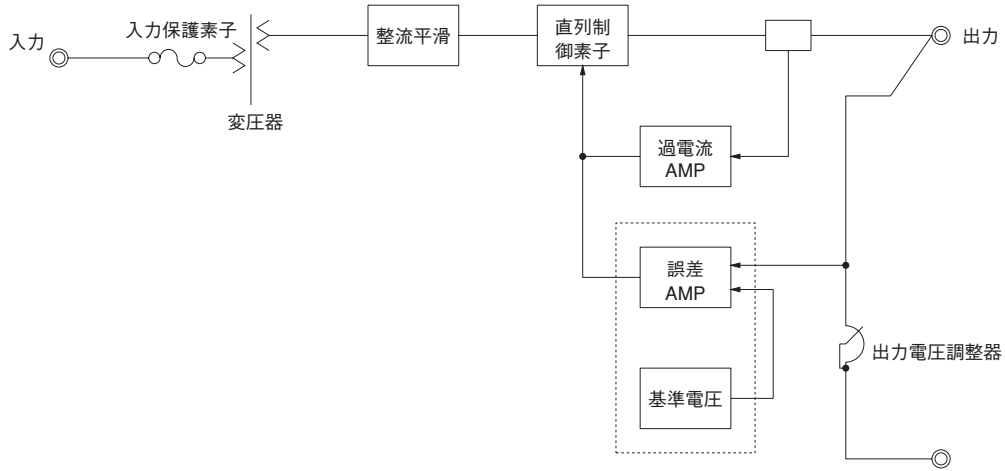 入力
入力保護素子
変圧器
整流平滑
直列制
御素子
出力
過電流
AMP
誤差
AMP
基準電圧
出力電圧調整器